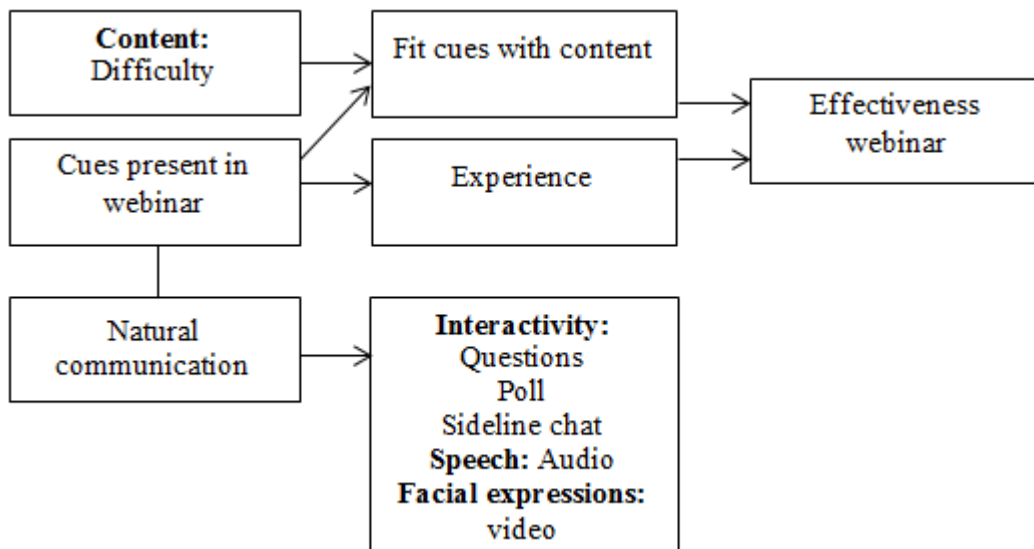 Content:
Difficulty
Fit cues with content
Effectiveness
webinar
Cues present in
webinar
Experience
Natural
communication
Interactivity:
Questions
Poll
Sideline chat
Speech: Audio
Facial expressions:
video